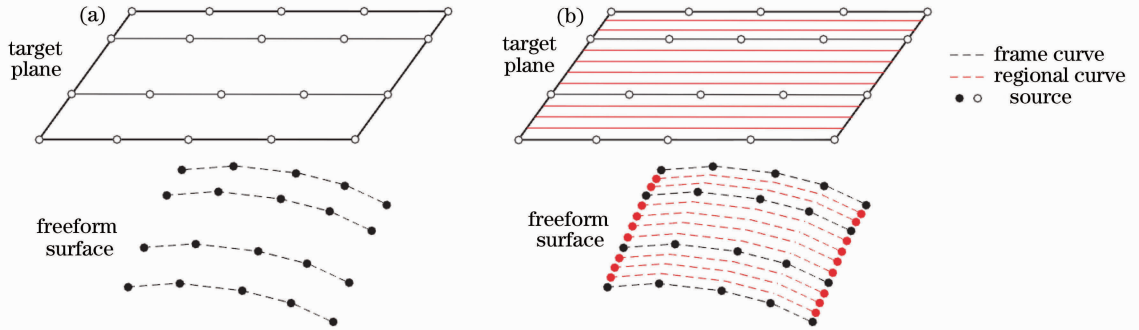 (a)
target
plane
freeform
surface
(b)
target
plane
freeform
surface
frame curve
regional curve
source